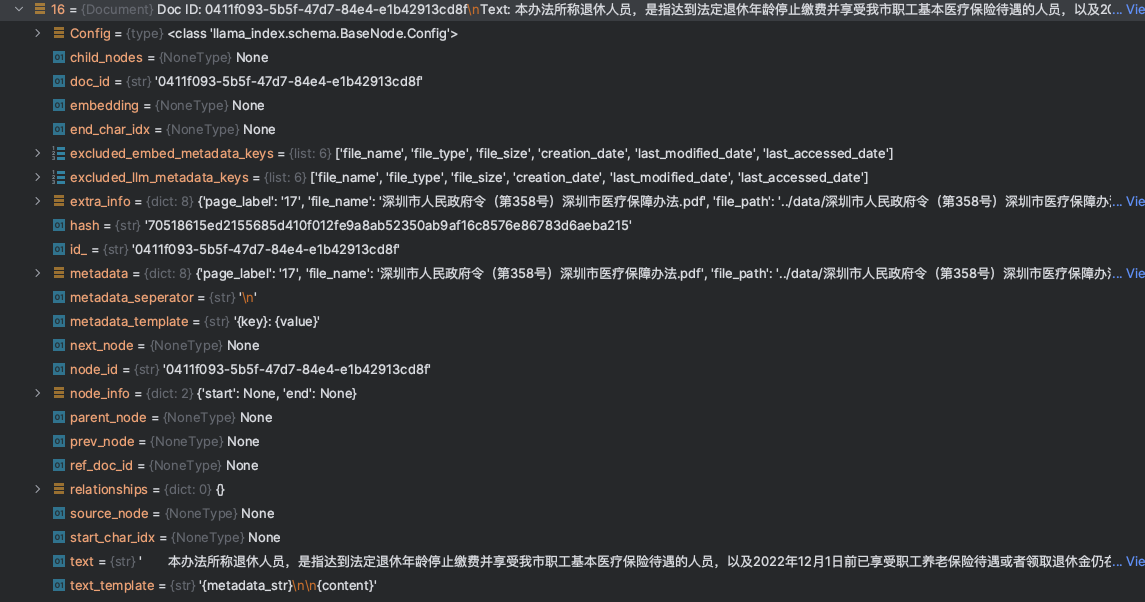 16 = {Document} Doc ID: 0411f093-5b5f-47d7-84e4-e1b42913cd8f\nText: 本办法所称退休人员，是指达到法定退休年龄停止缴费并享受我市职工基本医疗保险待遇的人员，以及20... Vie
Config = {type} <class 'llama_index.schema.BaseNode.Config'>
child_nodes = {NoneType} None
doc_id = {str} '0411f093-5b5f-47d7-84e4-e1b42913cd8f'
embedding = {NoneType} None
end_char_idx = {NoneType} None
excluded_embed_metadata_keys = {list: 6} ['file_name', 'file_type', 'file_size', 'creation_date', 'last_modified_date', 'last_accessed_date']
excluded_llm_metadata_keys = {list: 6} ['file_name', 'file_type', 'file_size', 'creation_date', 'last_modified_date', 'last_accessed_date']
extra_info = {dict: 8} {'page_label': '17', 'file_name': '深圳市人民政府令（第358号）深圳市医疗保障办法.pdf', 'file_path': '../data/深圳市人民政府令（第358号）深圳市医疗保障办... Vie
hash = {str} '70518615ed2155685d410f012fe9a8ab52350ab9af16c8576e86783d6aeba215'
id_ = {str} '0411f093-5b5f-47d7-84e4-e1b42913cd8f'
metadata = {dict: 8} {'page_label': '17', 'file_name': '深圳市人民政府令（第358号）深圳市医疗保障办法.pdf', 'file_path': '../data/深圳市人民政府令（第358号）深圳市医疗保障办... Vie
metadata_seperator = {str} '\n'
metadata_template = {str} '{key}: {value}'
next_node = {NoneType} None
node_id = {str} '0411f093-5b5f-47d7-84e4-e1b42913cd8f'
node_info = {dict: 2} {'start': None, 'end': None}
parent_node = {NoneType} None
prev_node = {NoneType} None
ref_doc_id = {NoneType} None
relationships = {dict: 0} {}
source_node = {NoneType} None
start_char_idx = {NoneType} None
text = {str} '　　本办法所称退休人员，是指达到法定退休年龄停止缴费并享受我市职工基本医疗保险待遇的人员，以及2022年12月1日前已享受职工养老保险待遇或者领取退休金仍在... Vie
text_template = {str} '{metadata_str}\n\n{content}'